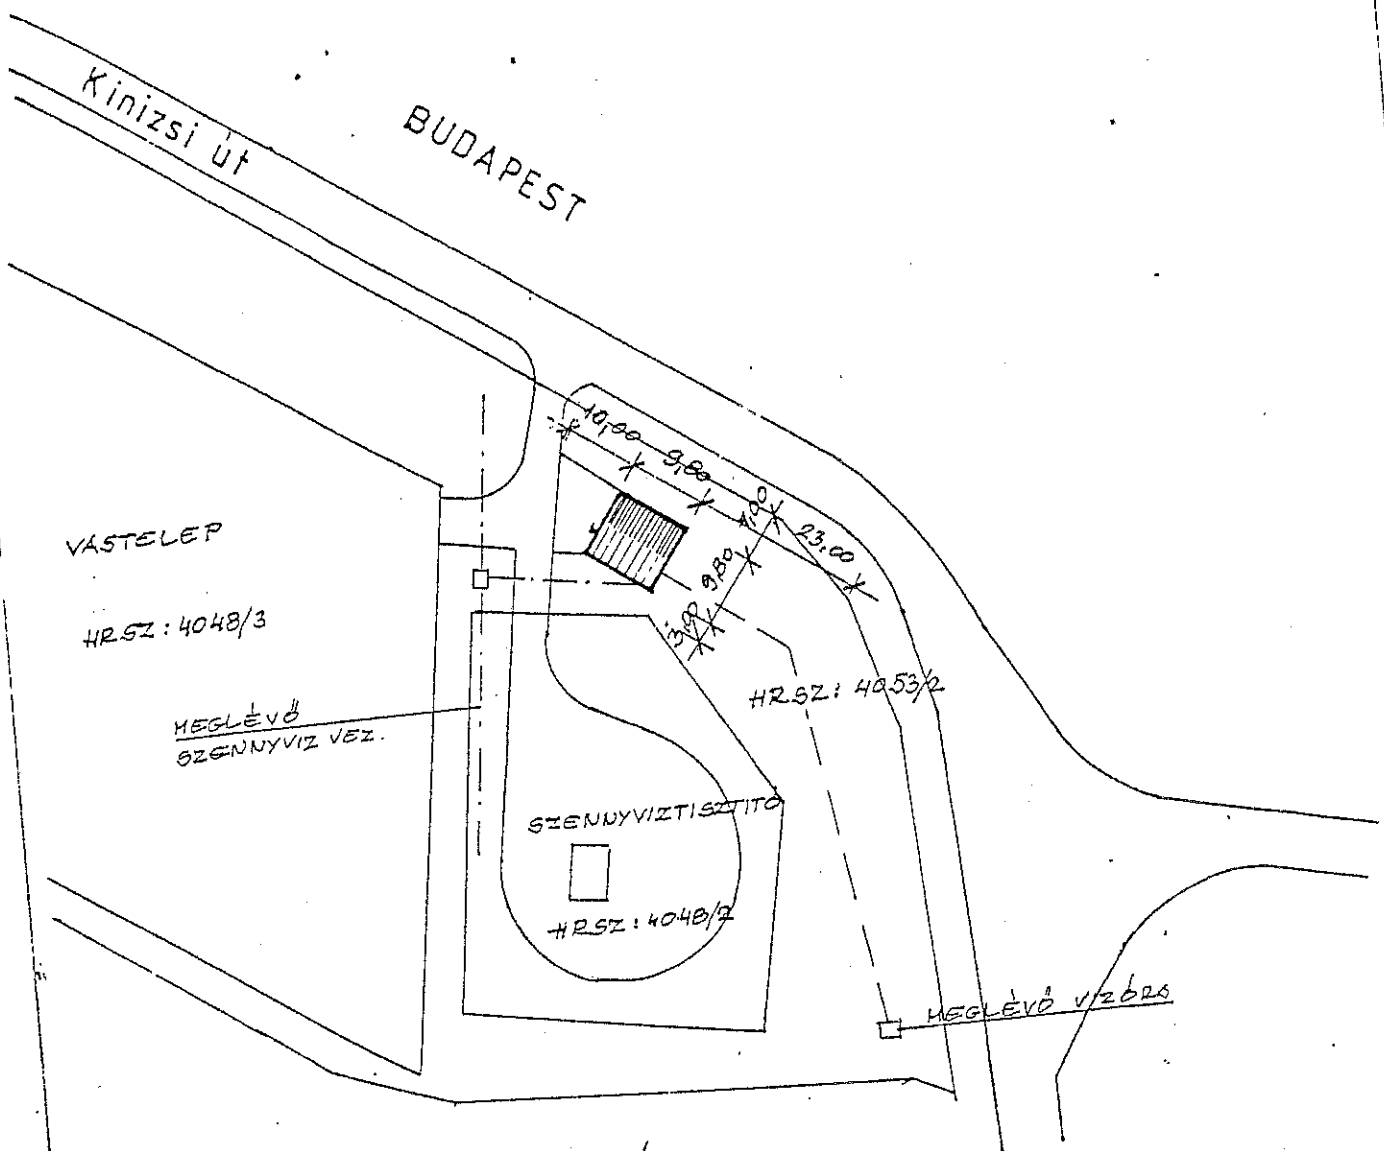 Kinizsi út
BUDAPEST
10,00
9,80
4,00
23,00
9,80
3,00
VASTELEP
HRSZ: 4048/3
HRSZ: 4053/2
MEGLÉVŐ
SZENNYVIZ VEZ.
SZENNYVIZTISZTITÓ
HRSZ: 4048/2
MEGLÉVŐ VIZÓRA